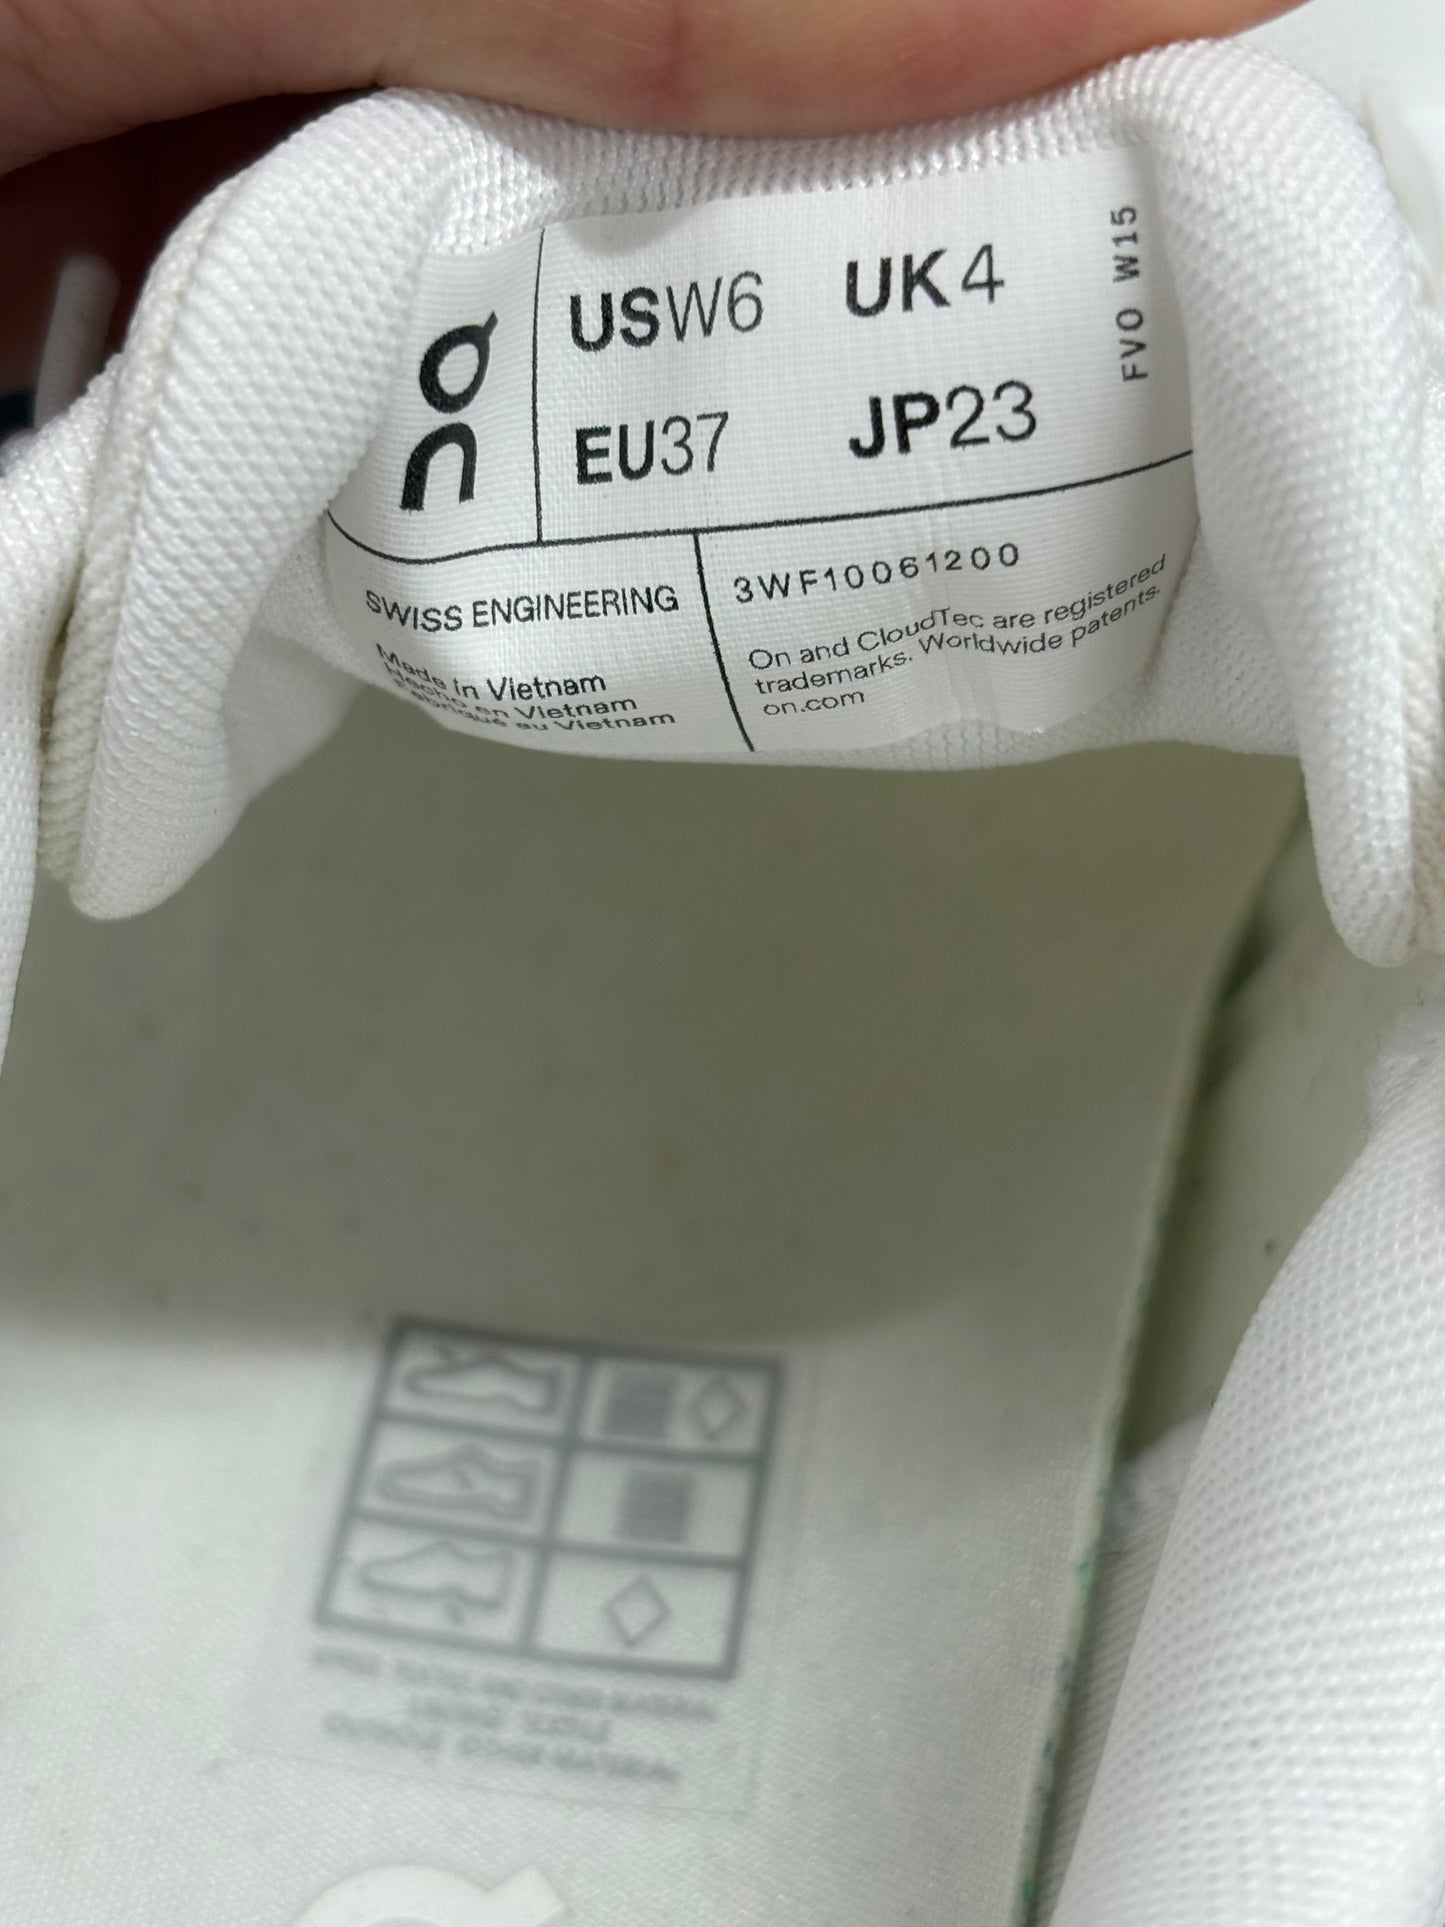 On
USW6 UK4
EU37 JP23
FVO W15
SWISS ENGINEERING
Made in Vietnam
Hecho en Vietnam
Fabriqué au Vietnam
3WF10061200
On and CloudTec are registered
trademarks. Worldwide patents.
on.com